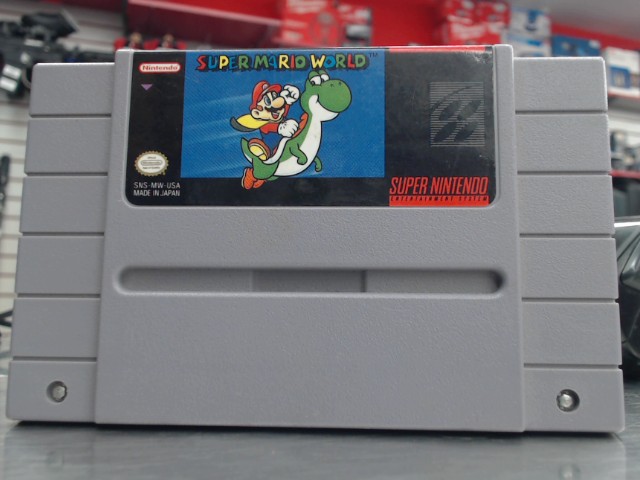 Nintendo
SUPER MARIO WORLD
SNS-MW-USA
MADE IN JAPAN
SUPER NINTENDO
ENTERTAINMENT SYSTEM